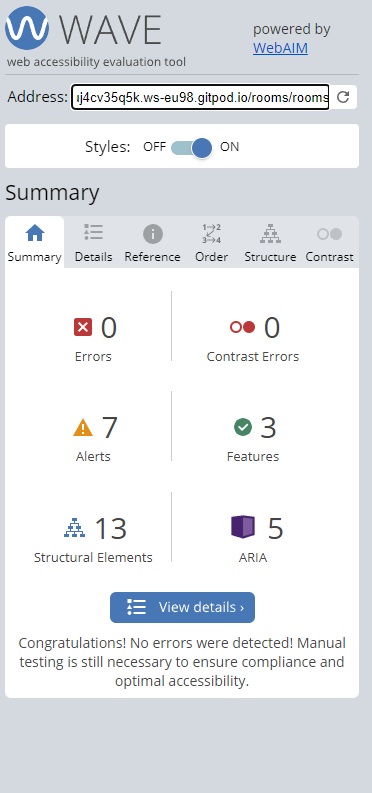 WAVE
web accessibility evaluation tool
powered by
WebAIM
Address: ıj4cv35q5k.ws-eu98.gitpod.io/rooms/rooms
Styles: OFF ON
Summary
Summary Details Reference Order Structure Contrast
0 0
Errors Contrast Errors
7 3
Alerts Features
13 5
Structural Elements ARIA
View details ›
Congratulations! No errors were detected! Manual
testing is still necessary to ensure compliance and
optimal accessibility.